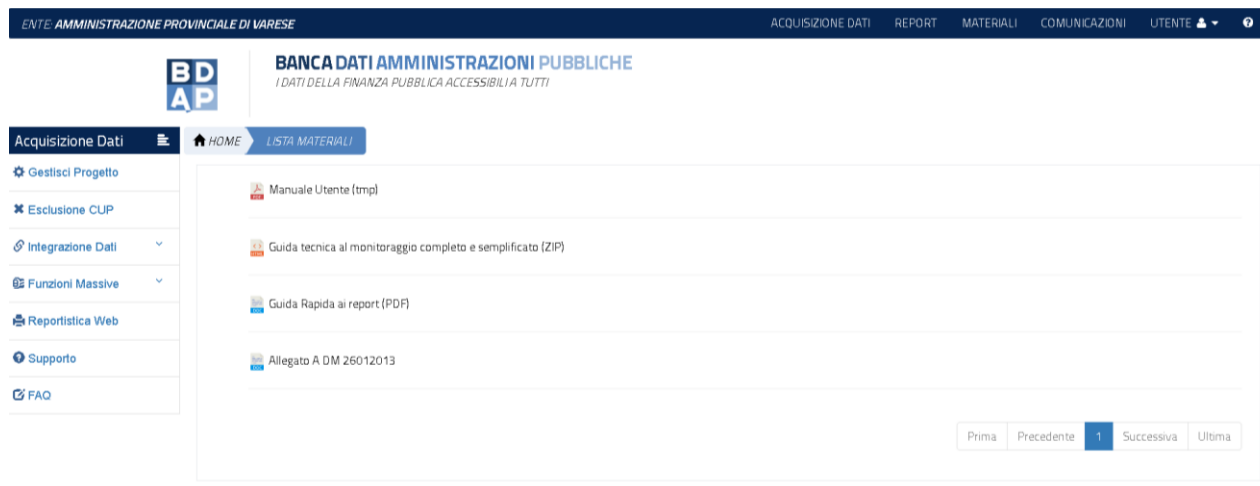 ENTE: AMMINISTRAZIONE PROVINCIALE DI VARESE
ACQUISIZIONE DATI REPORT MATERIALI COMUNICAZIONI UTENTE
BD
AP
BANCA DATI AMMINISTRAZIONI PUBBLICHE
I DATI DELLA FINANZA PUBBLICA ACCESSIBILI A TUTTI
Acquisizione Dati
HOME LISTA MATERIALI
Gestisci Progetto
Esclusione CUP
Integrazione Dati
Funzioni Massive
Reportistica Web
Supporto
FAQ
Manuale Utente (tmp)
Guida tecnica al monitoraggio completo e semplificato (ZIP)
Guida Rapida ai report (PDF)
Allegato A DM 26012013
Prima Precedente 1 Successiva Ultima